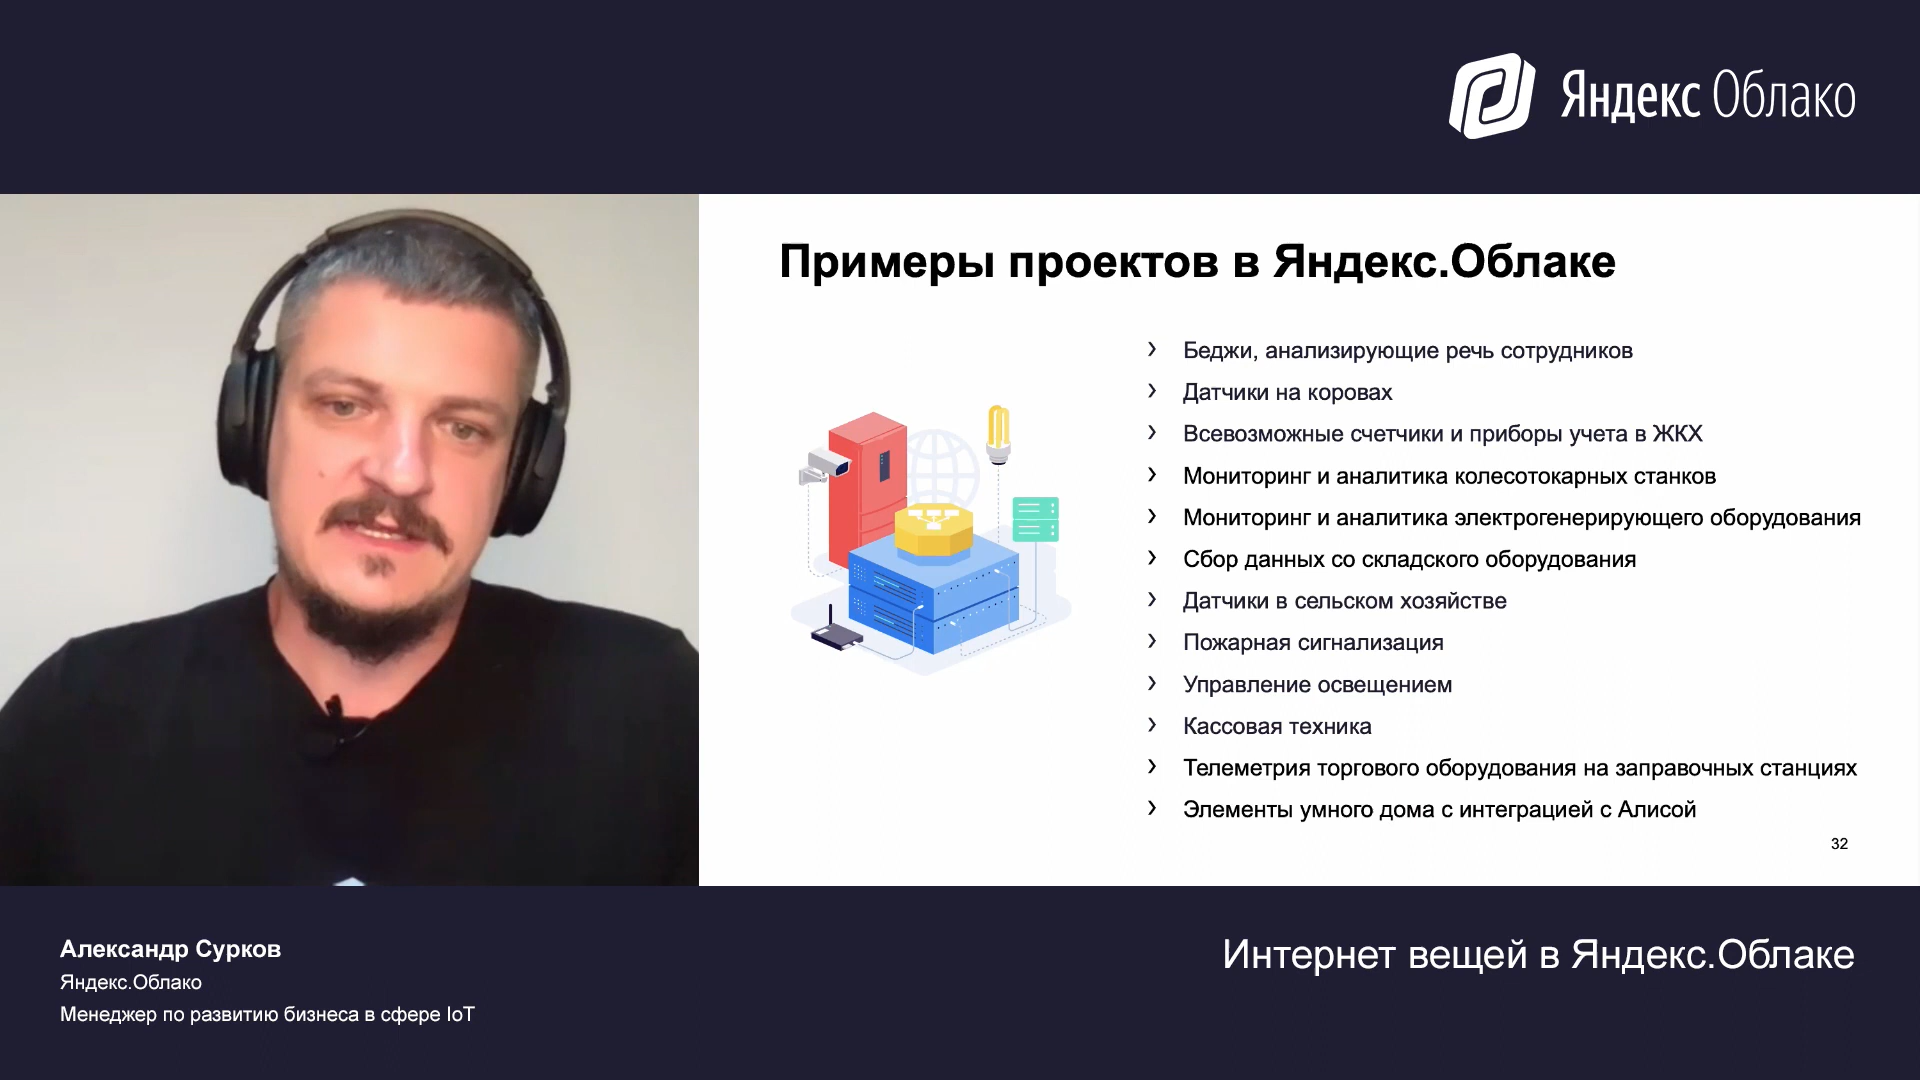 Яндекс Облако
Примеры проектов в Яндекс.Облаке
› Беджи, анализирующие речь сотрудников
› Датчики на коровах
› Всевозможные счетчики и приборы учета в ЖКХ
› Мониторинг и аналитика колесотокарных станков
› Мониторинг и аналитика электрогенерирующего оборудования
› Сбор данных со складского оборудования
› Датчики в сельском хозяйстве
› Пожарная сигнализация
› Управление освещением
› Кассовая техника
› Телеметрия торгового оборудования на заправочных станциях
› Элементы умного дома с интеграцией с Алисой
32
Александр Сурков
Яндекс.Облако
Менеджер по развитию бизнеса в сфере IoT
Интернет вещей в Яндекс.Облаке